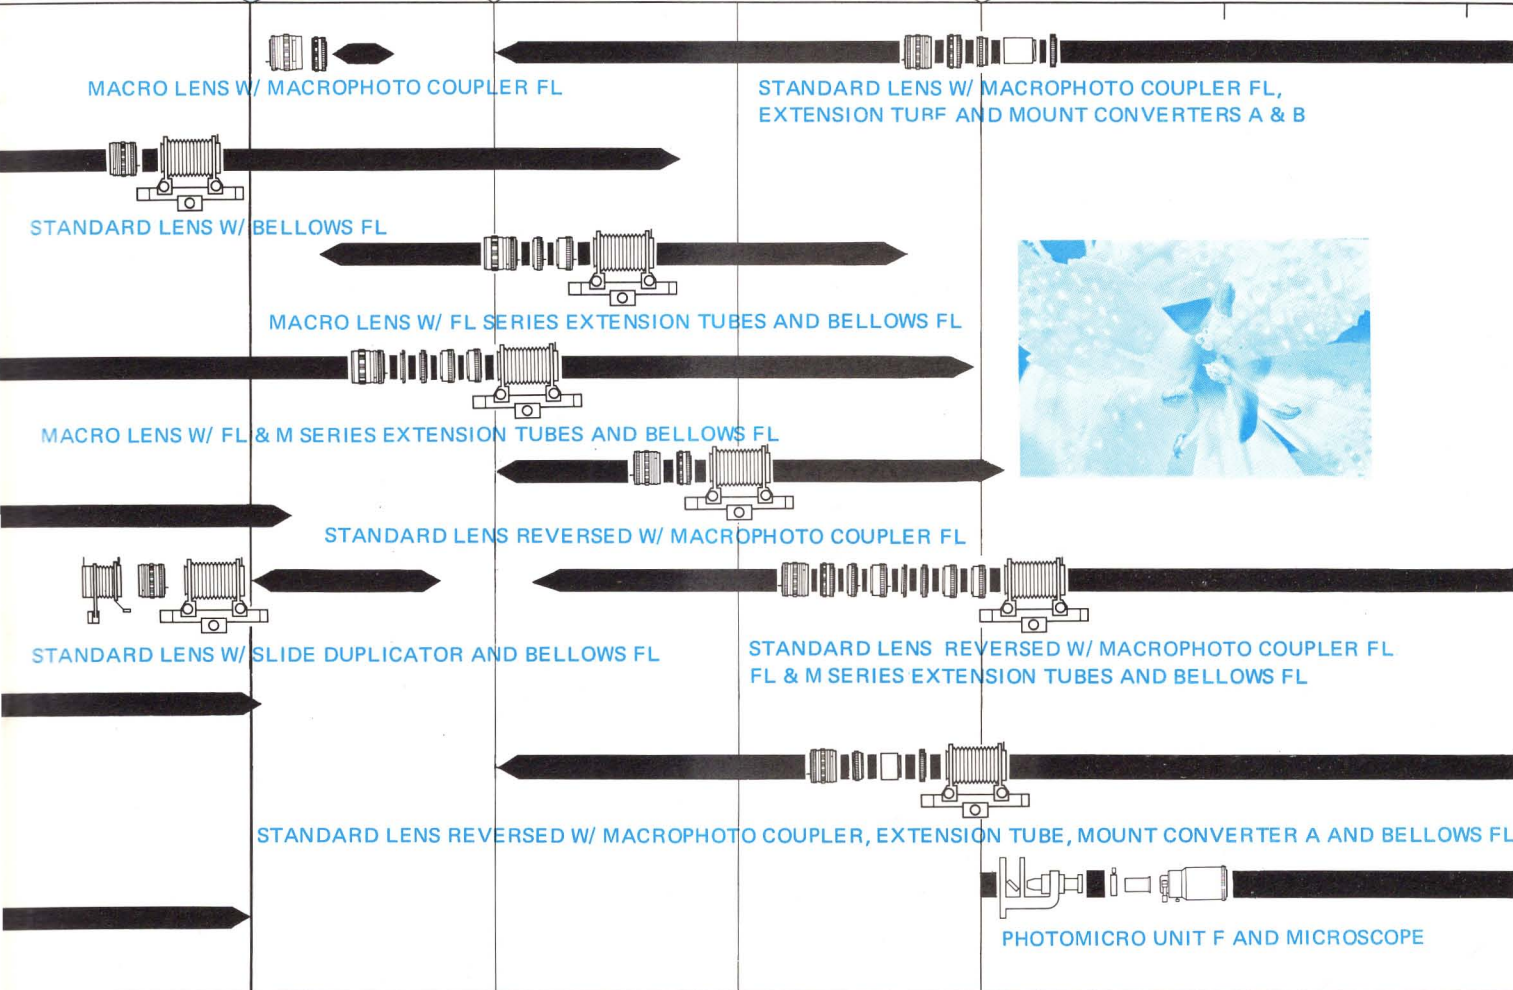 MACRO LENS W/ MACROPHOTO COUPLER FL
STANDARD LENS W/ MACROPHOTO COUPLER FL,
EXTENSION TUBE AND MOUNT CONVERTERS A & B
STANDARD LENS W/ BELLOWS FL
MACRO LENS W/ FL SERIES EXTENSION TUBES AND BELLOWS FL
MACRO LENS W/ FL & M SERIES EXTENSION TUBES AND BELLOWS FL
STANDARD LENS REVERSED W/ MACROPHOTO COUPLER FL
STANDARD LENS W/ SLIDE DUPLICATOR AND BELLOWS FL
STANDARD LENS REVERSED W/ MACROPHOTO COUPLER FL
FL & M SERIES EXTENSION TUBES AND BELLOWS FL
STANDARD LENS REVERSED W/ MACROPHOTO COUPLER, EXTENSION TUBE, MOUNT CONVERTER A AND BELLOWS FL
PHOTOMICRO UNIT F AND MICROSCOPE